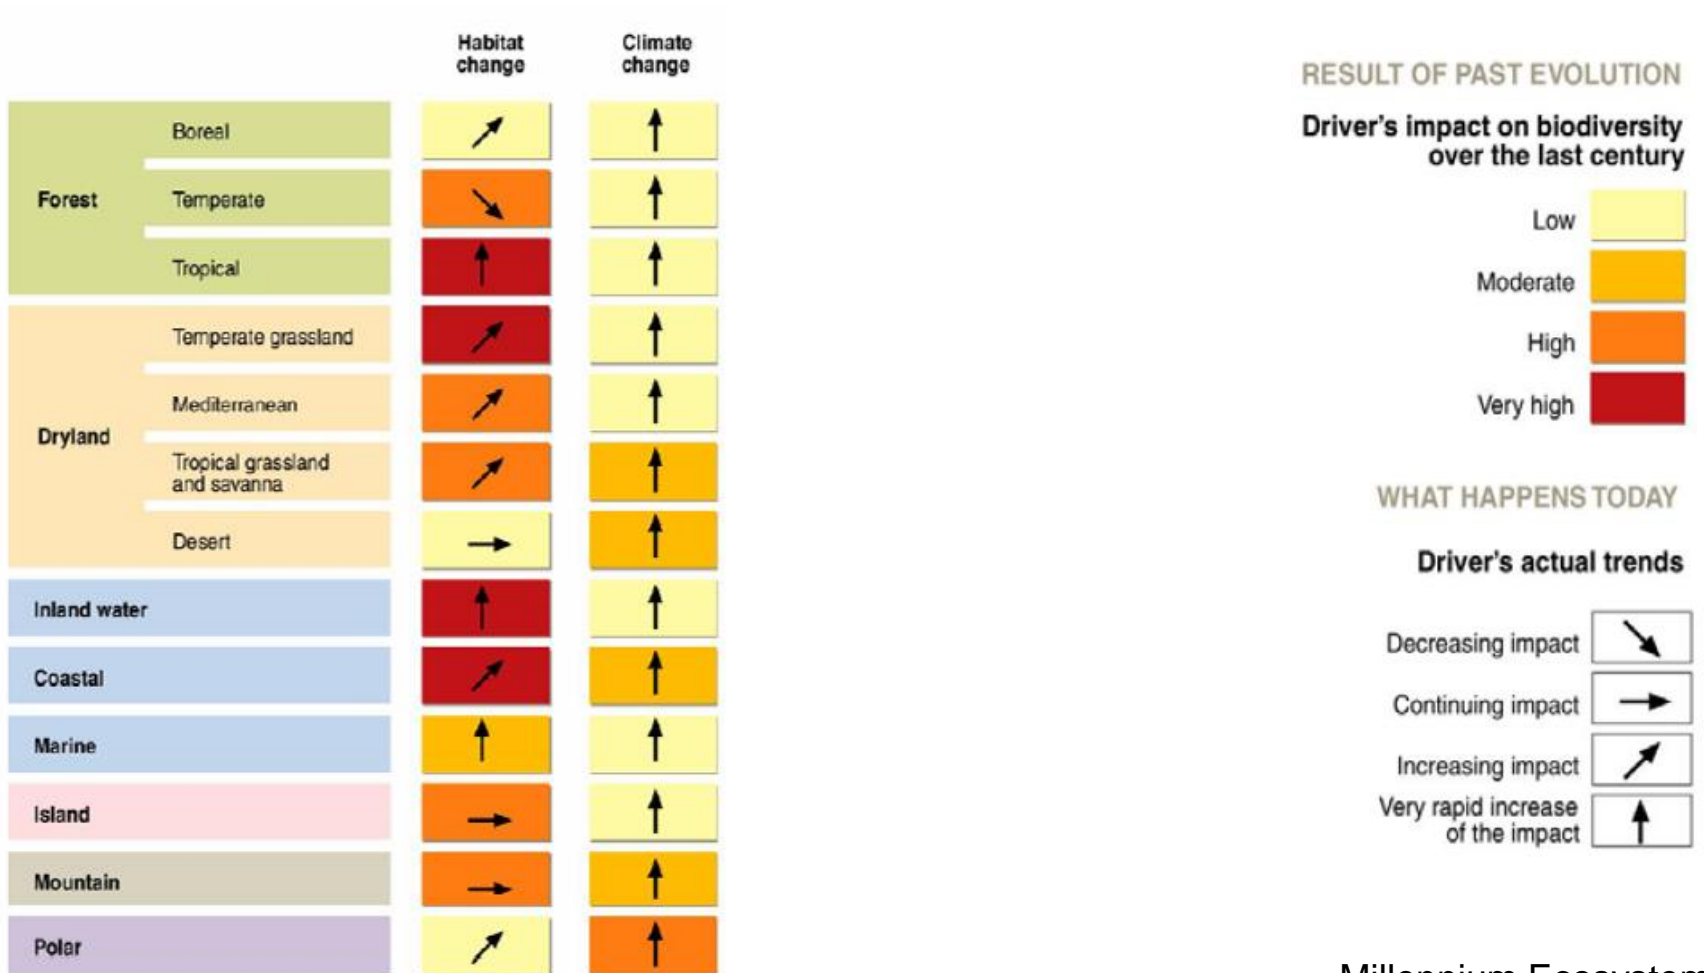 Habitat
change
Climate
change
Forest
Boreal
Temperate
Tropical
Dryland
Temperate grassland
Mediterranean
Tropical grassland
and savanna
Desert
Inland water
Coastal
Marine
Island
Mountain
Polar
RESULT OF PAST EVOLUTION
Driver's impact on biodiversity
over the last century
Low
Moderate
High
Very high
WHAT HAPPENS TODAY
Driver's actual trends
Decreasing impact
Continuing impact
Increasing impact
Very rapid increase
of the impact
Millennium Ecosystem